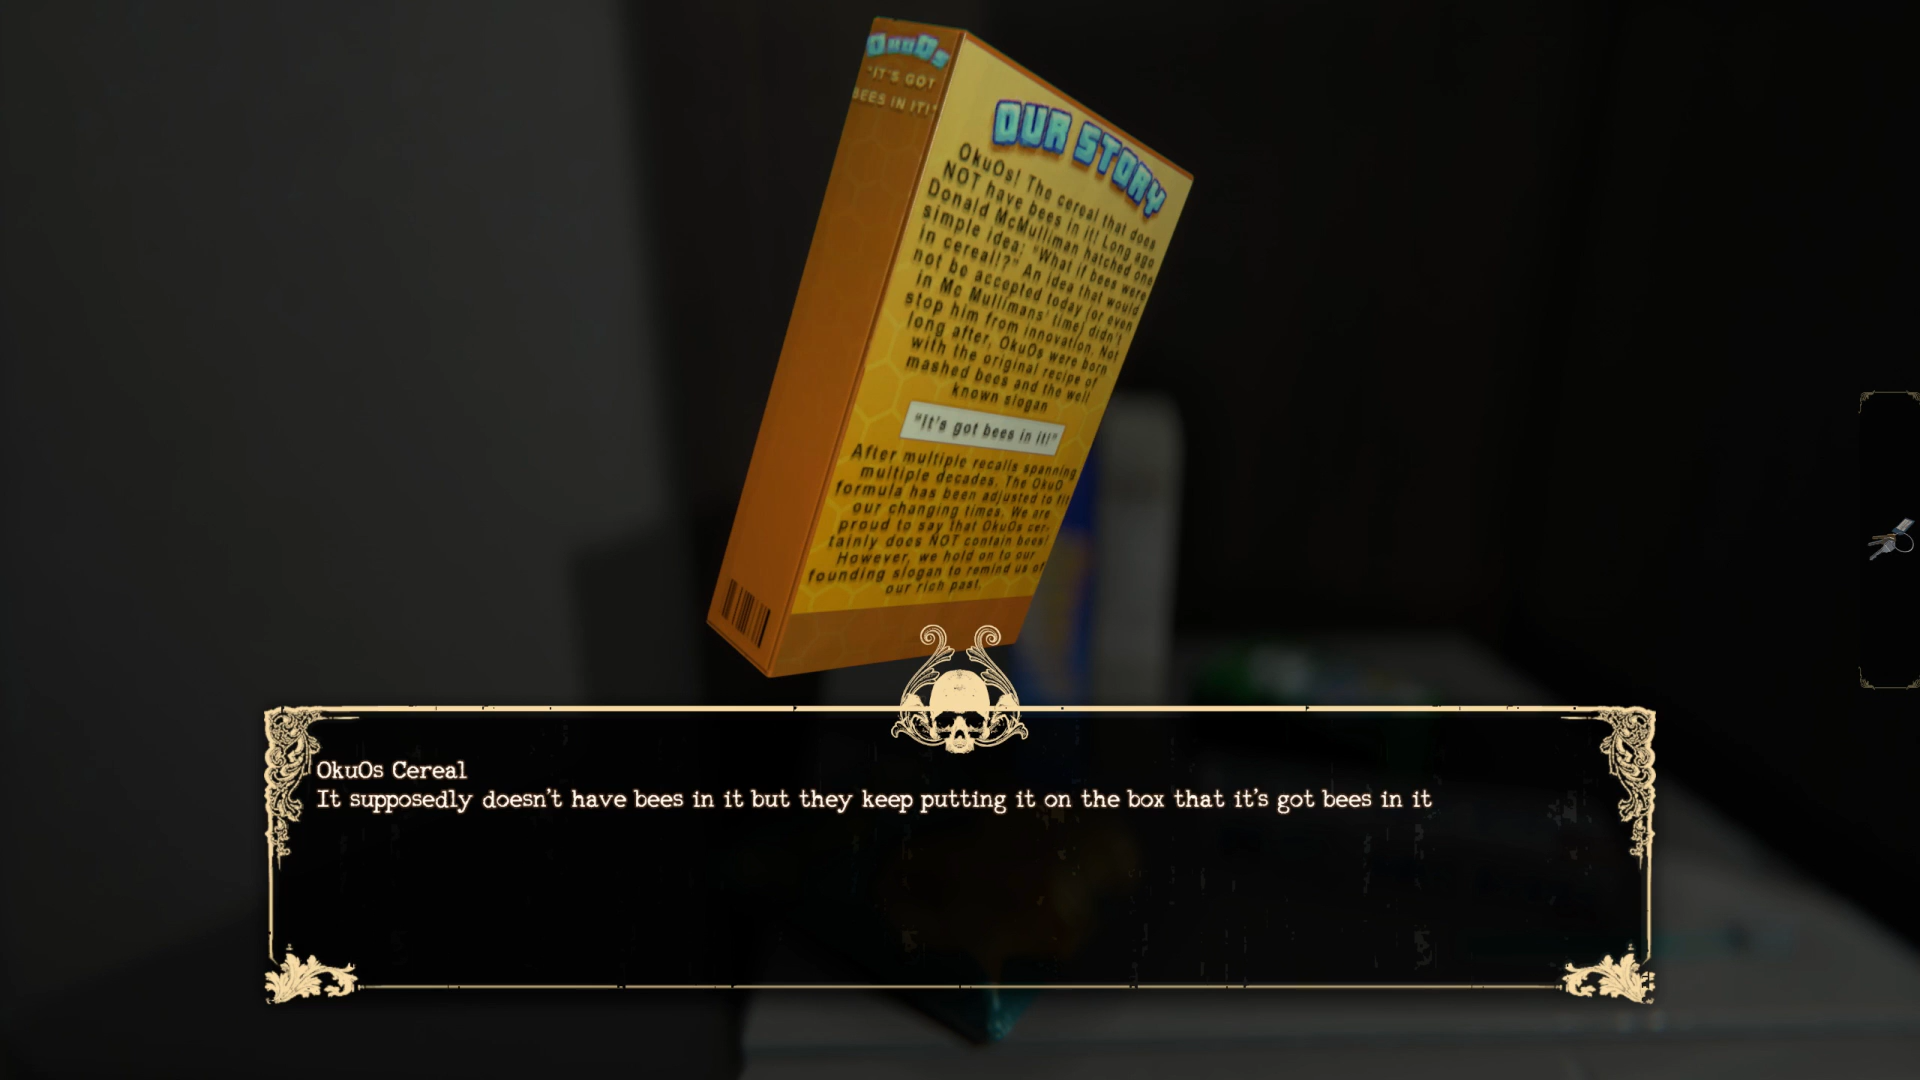 OkuOs
"IT'S GOT
BEES IN IT!"
OUR STORY
OkuOs! The cereal that does
NOT have bees in it! Long ago
Donald McMulliman hatched one
simple idea: "What if bees were
in cereal!?" An idea that would
not be accepted today (or even
in Mc Mullimans' time) didn't
stop him from innovation. Not
long after, OkuOs were born
with the original recipe of
mashed bees and the well
known slogan
"It's got bees in it!"
After multiple recalls spanning
multiple decades. The OkuO
formula has been adjusted to fit
our changing times. We are
proud to say that OkuOs cer-
tainly does NOT contain bees!
However, we hold on to our
founding slogan to remind us of
our rich past.
OkuOs Cereal
It supposedly doesn't have bees in it but they keep putting it on the box that it's got bees in it